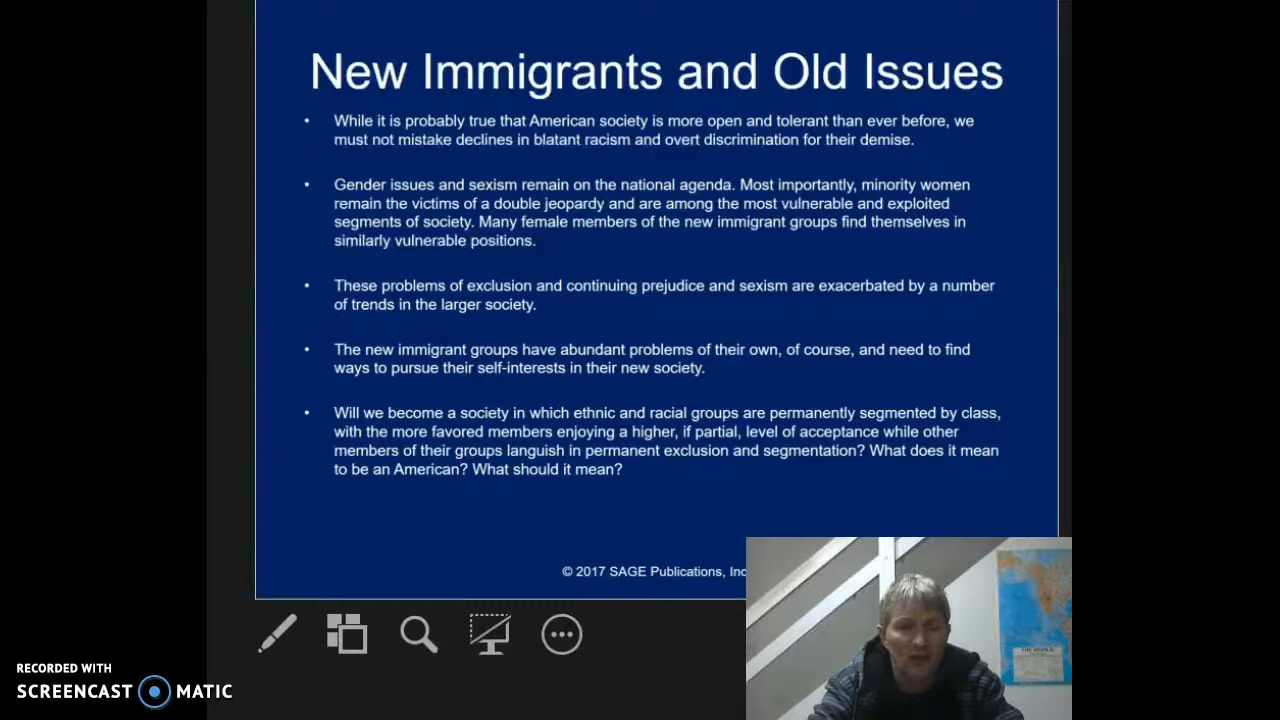 New Immigrants and Old Issues
• While it is probably true that American society is more open and tolerant than ever before, we
must not mistake declines in blatant racism and overt discrimination for their demise.
• Gender issues and sexism remain on the national agenda. Most importantly, minority women
remain the victims of a double jeopardy and are among the most vulnerable and exploited
segments of society. Many female members of the new immigrant groups find themselves in
similarly vulnerable positions.
• These problems of exclusion and continuing prejudice and sexism are exacerbated by a number
of trends in the larger society.
• The new immigrant groups have abundant problems of their own, of course, and need to find
ways to pursue their self-interests in their new society.
• Will we become a society in which ethnic and racial groups are permanently segmented by class,
with the more favored members enjoying a higher, if partial, level of acceptance while other
members of their groups languish in permanent exclusion and segmentation? What does it mean
to be an American? What should it mean?
© 2017 SAGE Publications, Inc
THE WORLD
RECORDED WITH
SCREENCAST MATIC